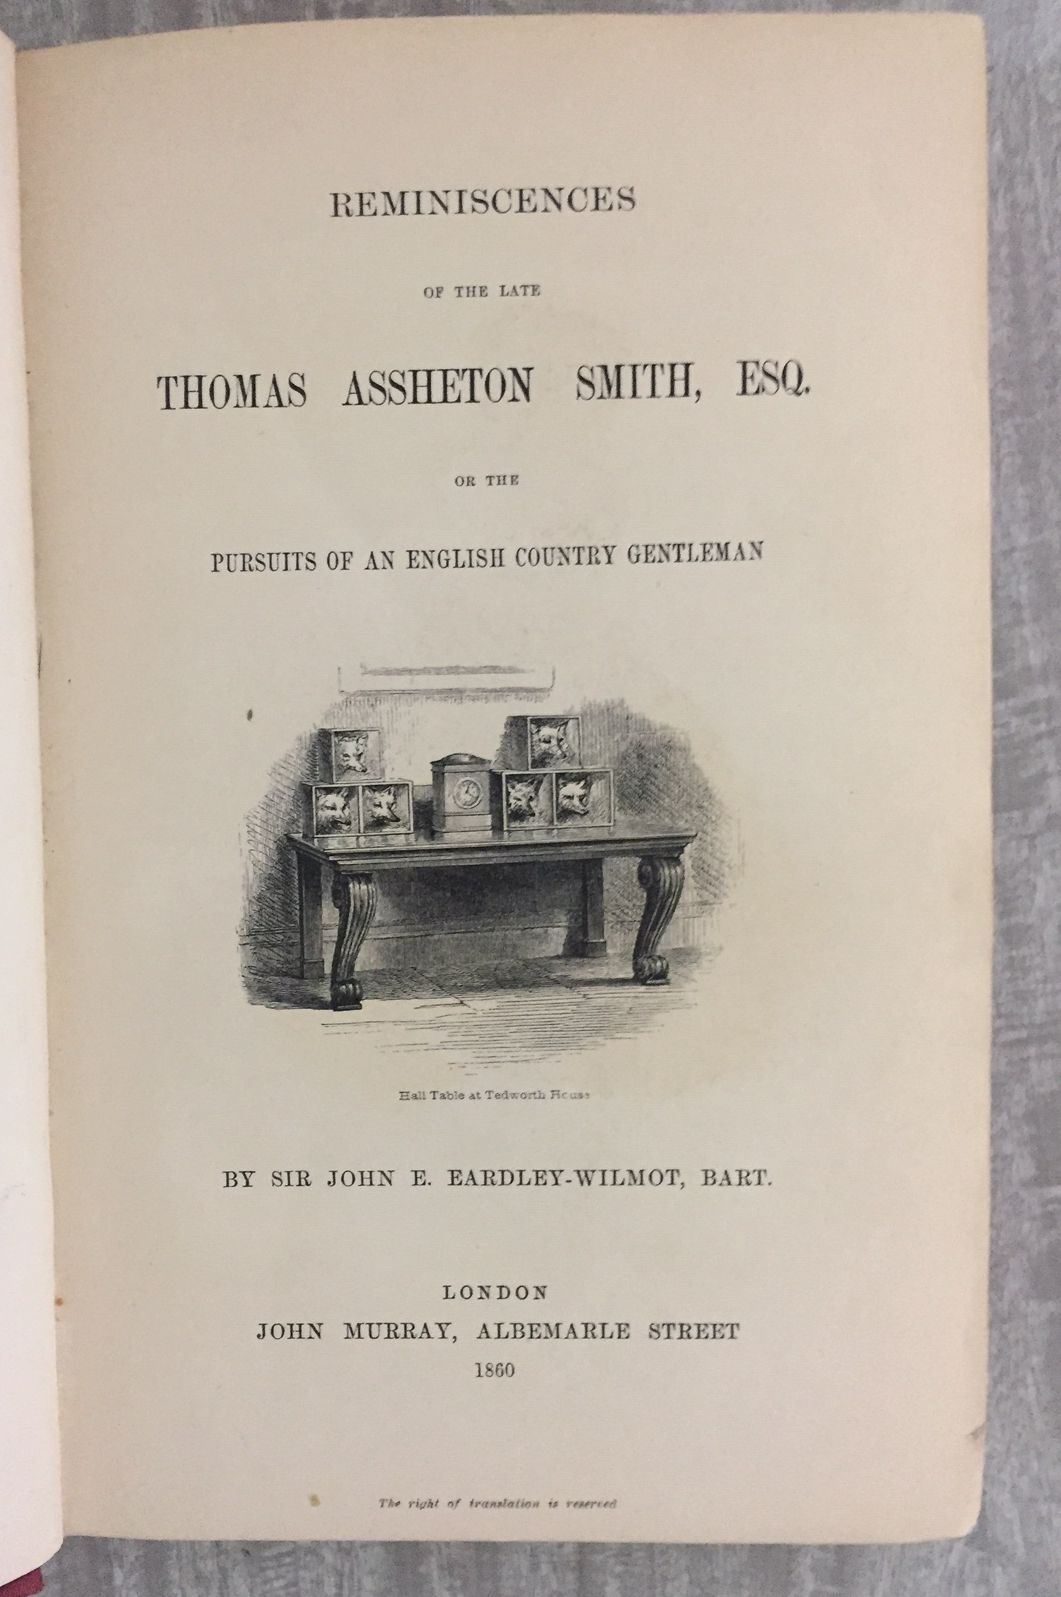 REMINISCENCES
OF THE LATE
THOMAS ASSHETON SMITH, ESQ.
OR THE
PURSUITS OF AN ENGLISH COUNTRY GENTLEMAN
Hall Table at Tedworth House
BY SIR JOHN E. EARDLEY-WILMOT, BART.
LONDON
JOHN MURRAY, ALBEMARLE STREET
1860
The right of translation is reserved